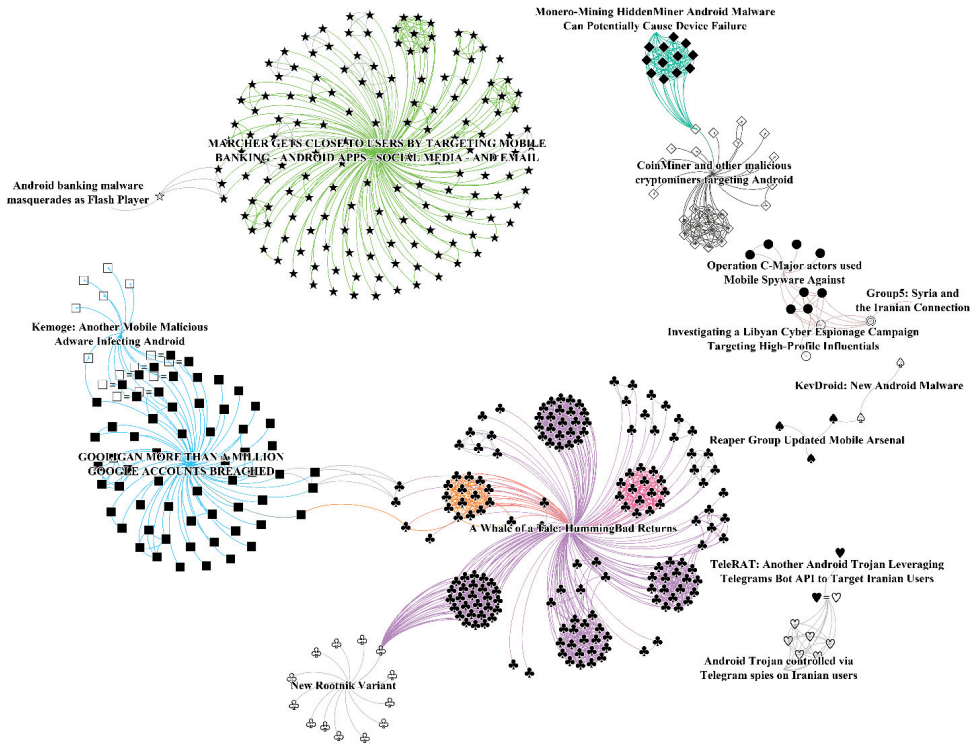 Monero-Mining HiddenMiner Android Malware
Can Potentially Cause Device Failure
MARCHER GETS CLOSE TO USERS BY TARGETING MOBILE
BANKING - ANDROID APPS - SOCIAL MEDIA - AND EMAIL
CoinMiner and other malicious
cryptominers targeting Android
Android banking malware
masquerades as Flash Player
Operation C-Major actors used
Mobile Spyware Against
Group5: Syria and
the Iranian Connection
Kemoge: Another Mobile Malicious
Adware Infecting Android
Investigating a Libyan Cyber Espionage Campaign
Targeting High-Profile Influentials
KevDroid: New Android Malware
Reaper Group Updated Mobile Arsenal
GOOLIGAN MORE THAN A MILLION
GOOGLE ACCOUNTS BREACHED
A Whale of a Tale: HummingBad Returns
TeleRAT: Another Android Trojan Leveraging
Telegrams Bot API to Target Iranian Users
Android Trojan controlled via
Telegram spies on Iranian users
New Rootnik Variant